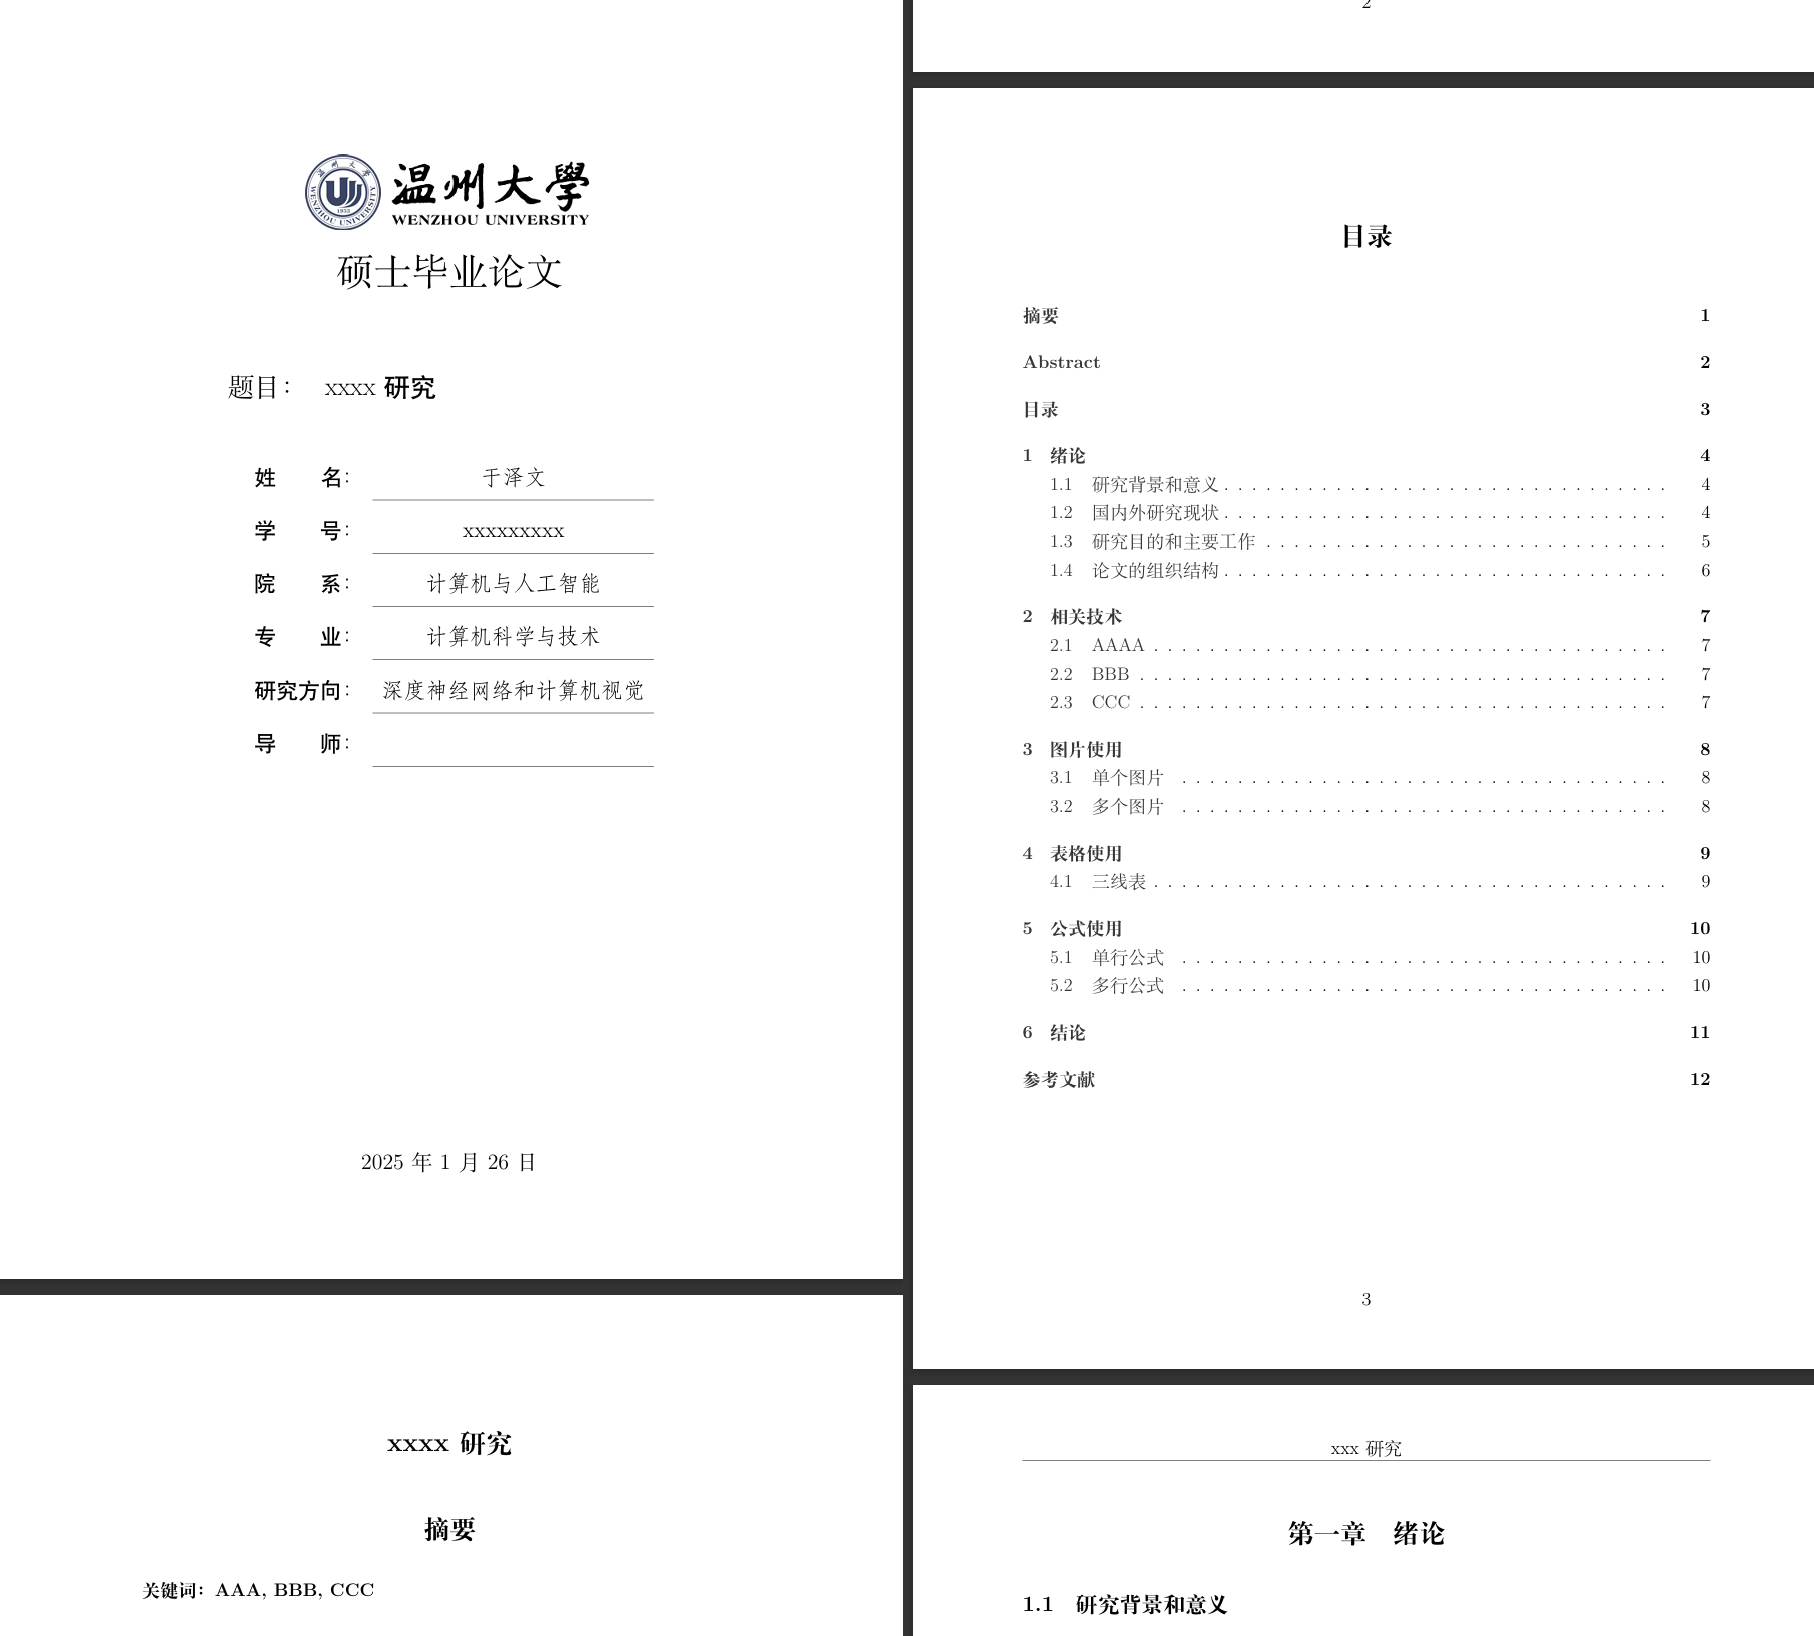 温州大学
WENZHOU UNIVERSITY
温州大學
WENZHOU UNIVERSITY
1933
硕士毕业论文
题目： xxxx 研究
姓 名： 于泽文
学 号： xxxxxxxxx
院 系： 计算机与人工智能
专 业： 计算机科学与技术
研究方向： 深度神经网络和计算机视觉
导 师：
2025 年 1 月 26 日
xxxx 研究
摘要
关键词：AAA, BBB, CCC
2
目录
摘要 1
Abstract 2
目录 3
1 绪论 4
1.1 研究背景和意义 4
1.2 国内外研究现状 4
1.3 研究目的和主要工作 5
1.4 论文的组织结构 6
2 相关技术 7
2.1 AAAA 7
2.2 BBB 7
2.3 CCC 7
3 图片使用 8
3.1 单个图片 8
3.2 多个图片 8
4 表格使用 9
4.1 三线表 9
5 公式使用 10
5.1 单行公式 10
5.2 多行公式 10
6 结论 11
参考文献 12
3
xxx 研究
第一章 绪论
1.1 研究背景和意义